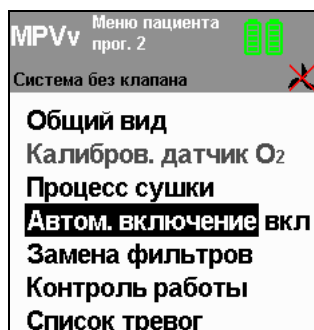 MPVv Меню пациента
прог. 2
Система без клапана
Общий вид
Калибров. датчик O₂
Процесс сушки
Автом. включение вкл
Замена фильтров
Контроль работы
Список тревог